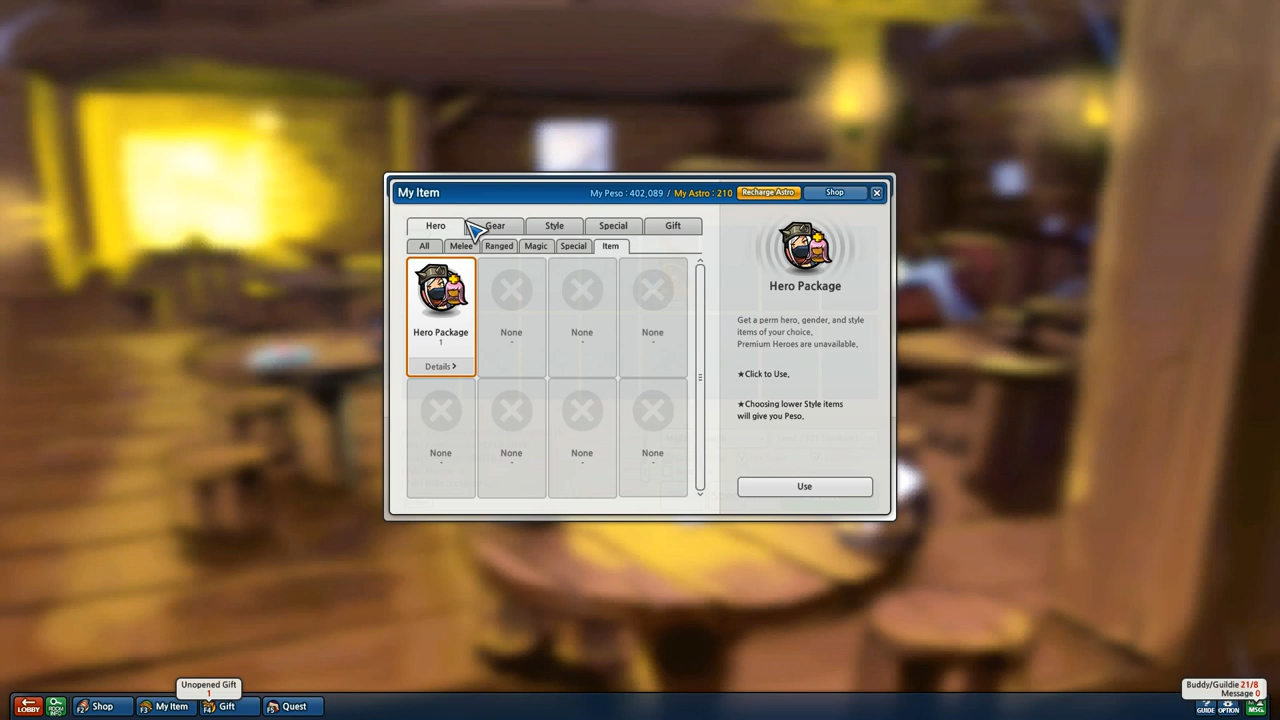 My Item
My Peso : 402,089 / My Astro : 210
Recharge Astro
Shop
Hero
Gear
Style
Special
Gift
All
Melee
Ranged
Magic
Special
Item
Hero Package
1
Details >
None
-
None
-
None
-
None
-
None
-
None
-
None
-
Hero Package
Get a perm hero, gender, and style
items of your choice.
Premium Heroes are unavailable.
★Click to Use.
★Choosing lower Style items
will give you Peso.
Use
Unopened Gift
1
LOBBY
ROOM
INFO
F2 Shop
F3 My Item
F4 Gift
F5 Quest
Buddy/Guildie 21/8
Message 0
GUIDE
OPTION
MSG